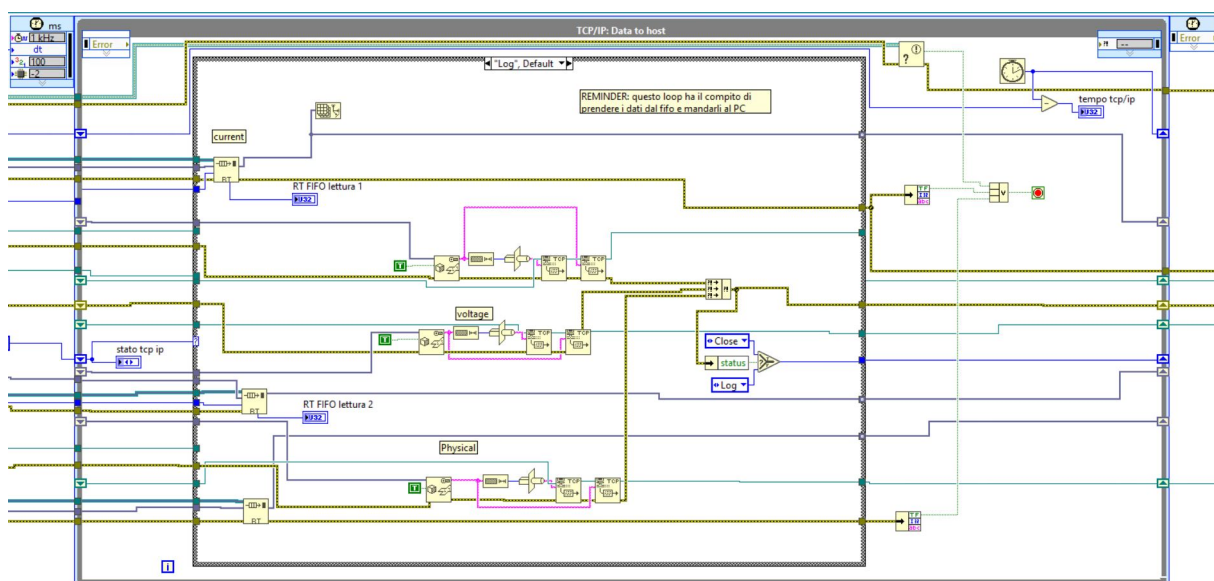 ms
1 kHz
dt
100
-2
Error
TCP/IP: Data to host
--
Error
"Log", Default
REMINDER: questo loop ha il compito di
prendere i dati dal fifo e mandarli al PC
tempo tcp/ip
U32
current
RT
RT FIFO lettura 1
U32
T
TCP
TCP
voltage
T
TCP
TCP
stato tcp ip
Close
status
Log
RT
RT FIFO lettura 2
U32
Physical
T
TCP
TCP
RT
i